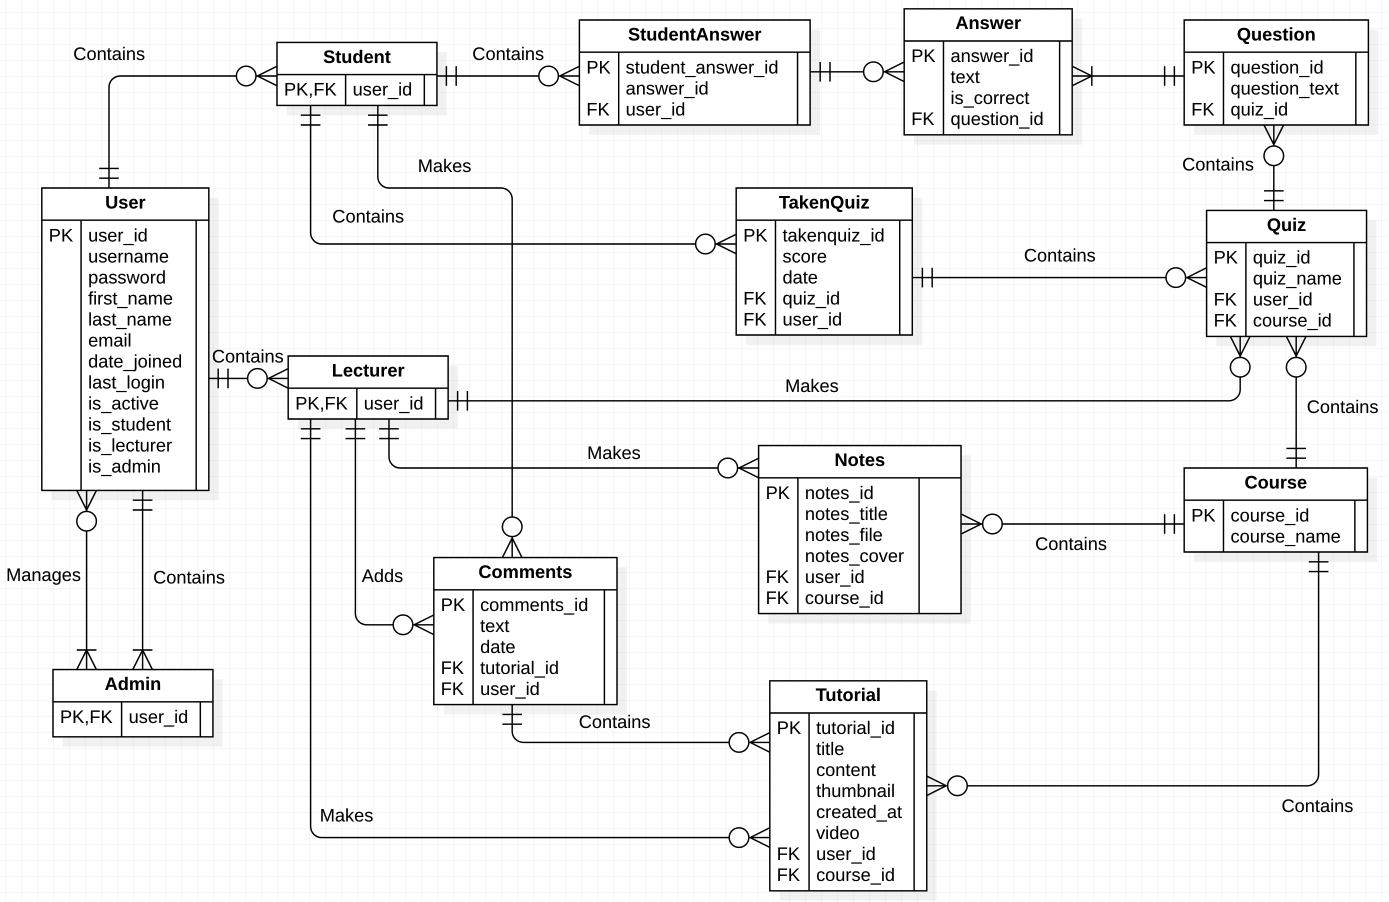 Contains
Student
PK,FK user_id
Contains
StudentAnswer
PK student_answer_id
answer_id
FK user_id
Answer
PK answer_id
text
is_correct
FK question_id
Question
PK question_id
question_text
FK quiz_id
Makes
Contains
Contains
User
PK user_id
username
password
first_name
last_name
email
date_joined
last_login
is_active
is_student
is_lecturer
is_admin
Contains
TakenQuiz
PK takenquiz_id
score
date
FK quiz_id
FK user_id
Contains
Quiz
PK quiz_id
quiz_name
FK user_id
FK course_id
Lecturer
PK,FK user_id
Makes
Contains
Makes
Notes
PK notes_id
notes_title
notes_file
notes_cover
FK user_id
FK course_id
Contains
Course
PK course_id
course_name
Manages
Contains
Adds
Comments
PK comments_id
text
date
FK tutorial_id
FK user_id
Admin
PK,FK user_id
Contains
Tutorial
PK tutorial_id
title
content
thumbnail
created_at
video
FK user_id
FK course_id
Makes
Contains